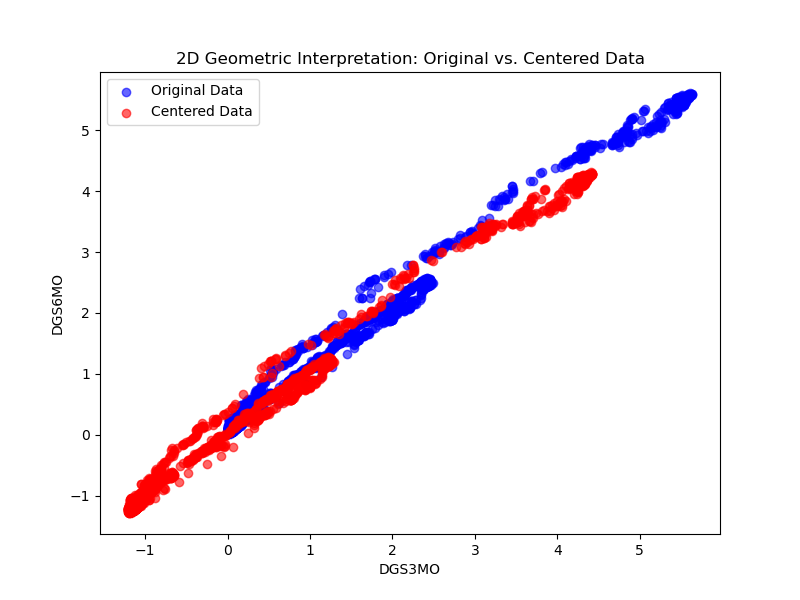 2D Geometric Interpretation: Original vs. Centered Data
Original Data
Centered Data
5
4
3
2
1
0
−1
DGS6MO
−1 0 1 2 3 4 5
DGS3MO